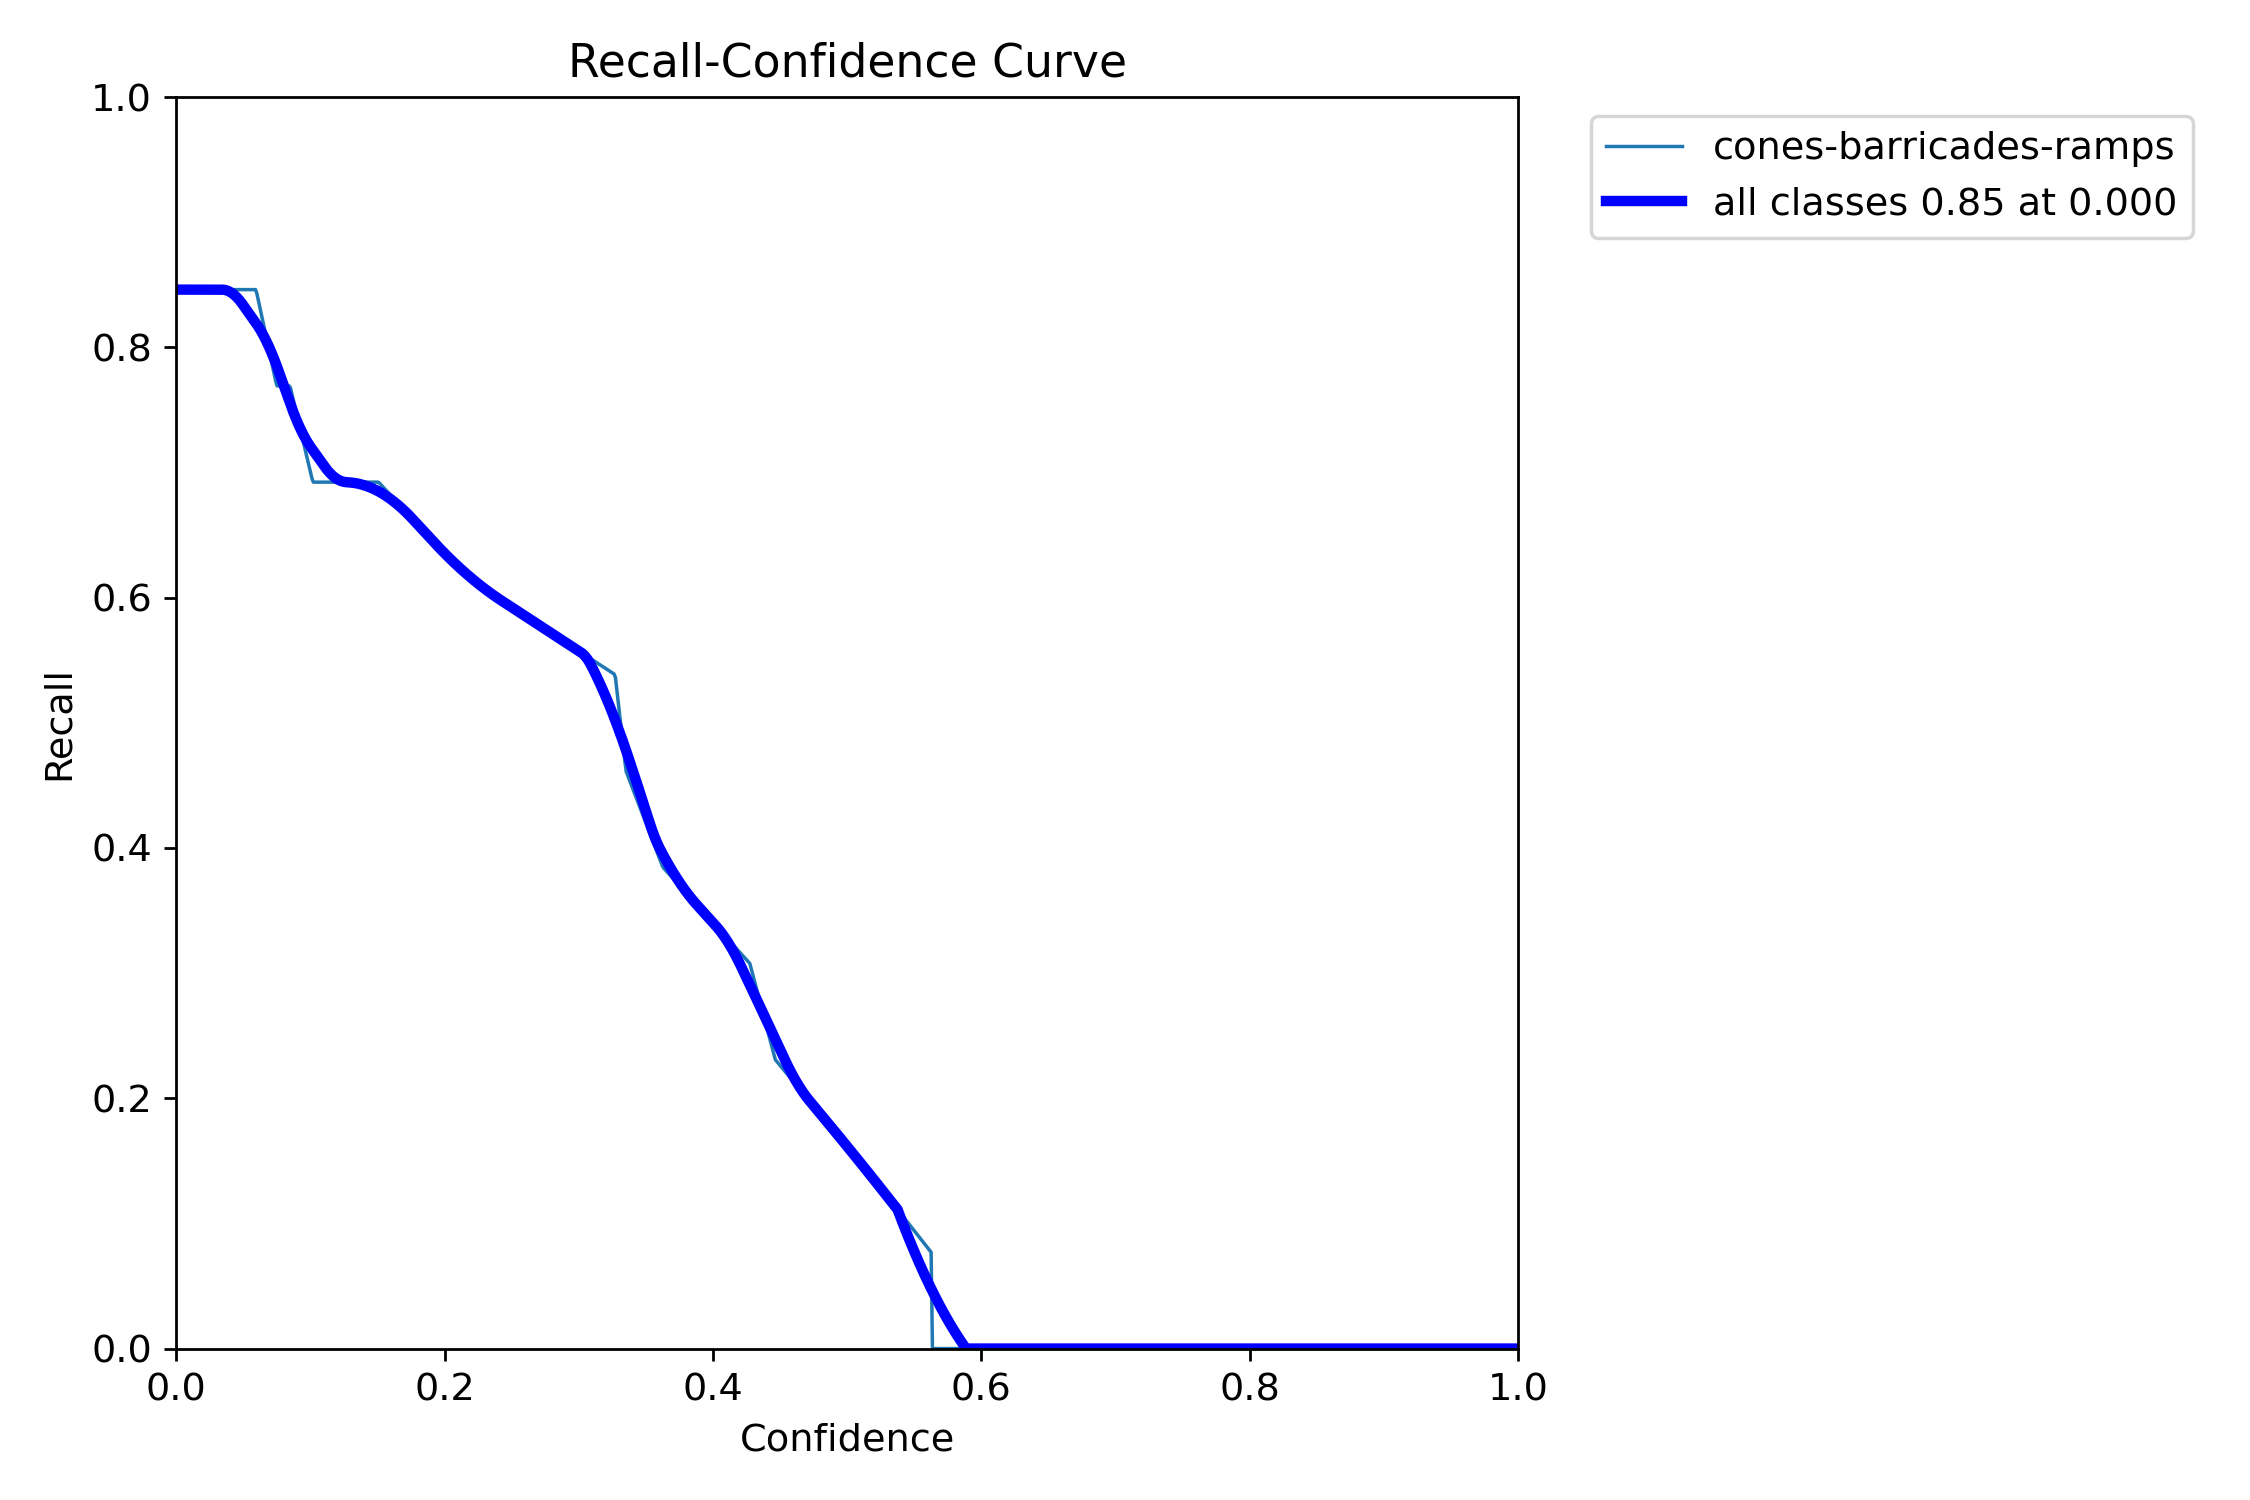 Recall-Confidence Curve
1.0
0.8
0.6
0.4
0.2
0.0
Recall
0.0 0.2 0.4 0.6 0.8 1.0
Confidence
cones-barricades-ramps
all classes 0.85 at 0.000